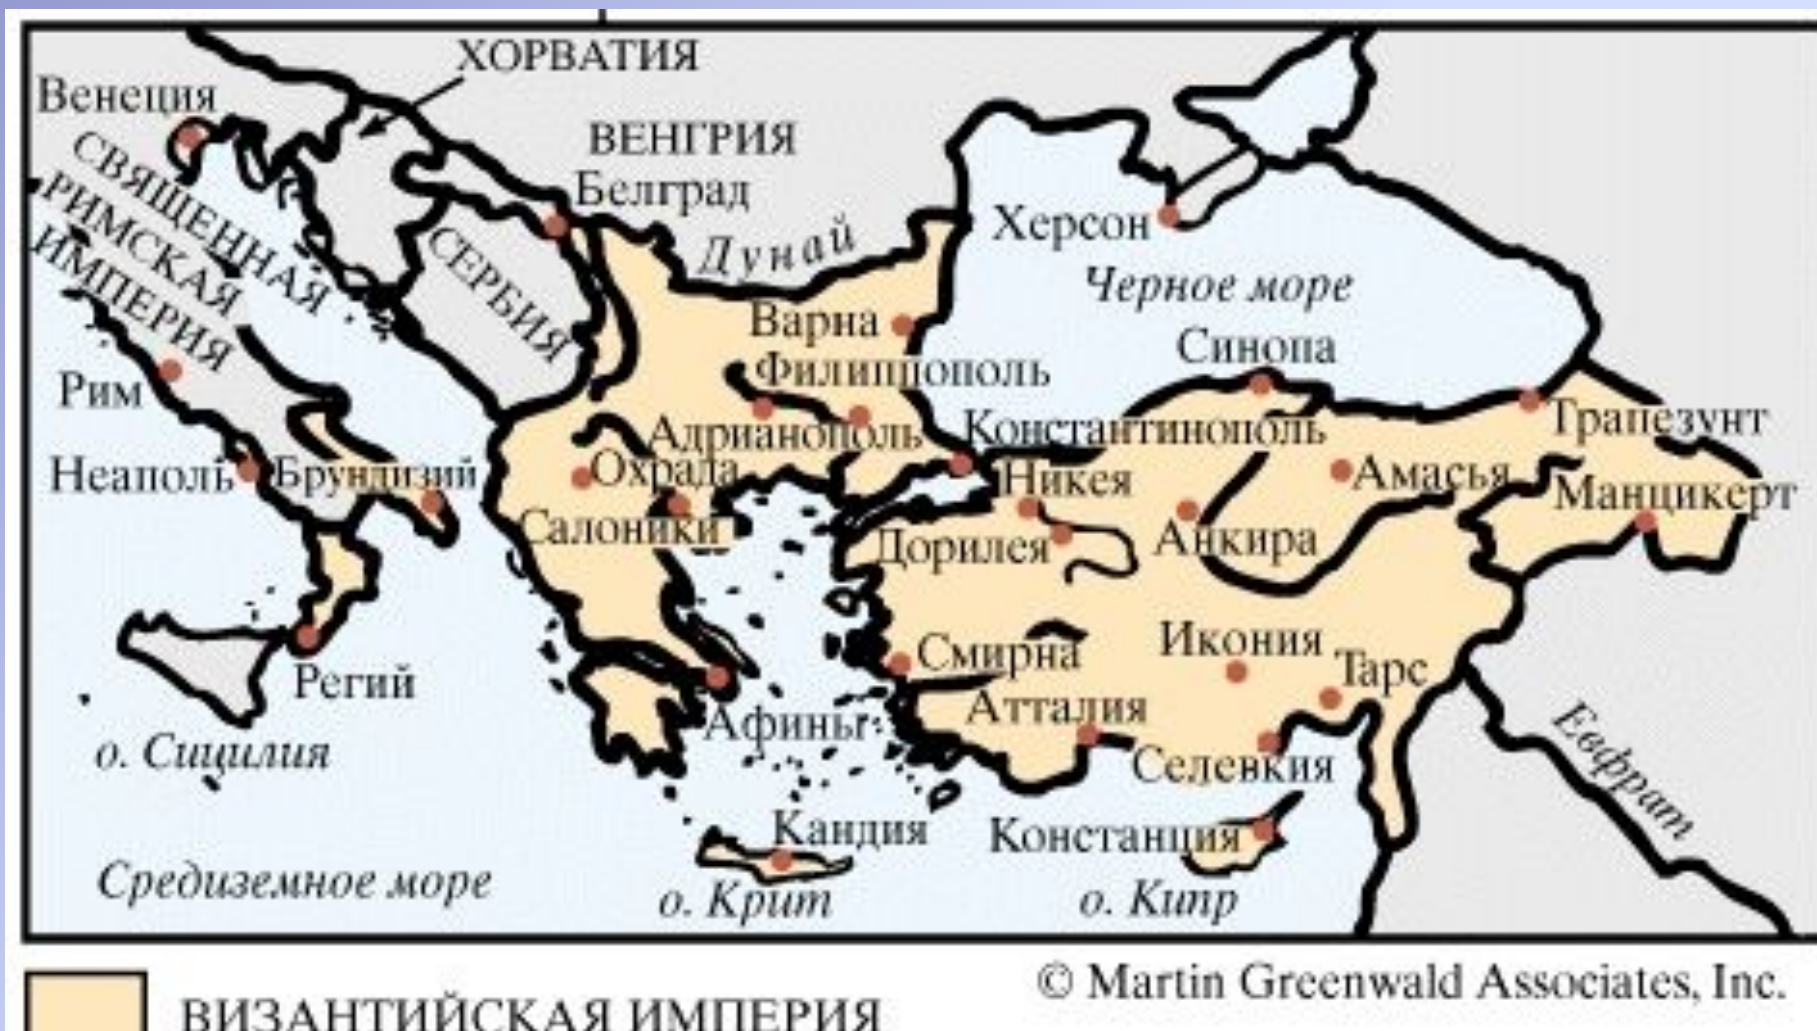 ХОРВАТИЯ
Венеция
ВЕНГРИЯ
Белград
СВЯЩЕННАЯ
РИМСКАЯ
ИМПЕРИЯ
СЕРБИЯ
Дунай
Херсон
Черное море
Варна
Синопа
Филиппополь
Рим
Адрианополь
Константинополь
Трапезунт
Неаполь
Брундизий
Охрада
Никея
Амасья
Манцикерт
Салоники
Дорилея
Анкира
Регий
Смирна
Икония
Тарс
Афины
Атталия
Селевкия
Евфрат
о. Сицилия
Кандия
Констанция
Средиземное море
о. Крит
о. Кипр
ВИЗАНТИЙСКАЯ ИМПЕРИЯ
© Martin Greenwald Associates, Inc.